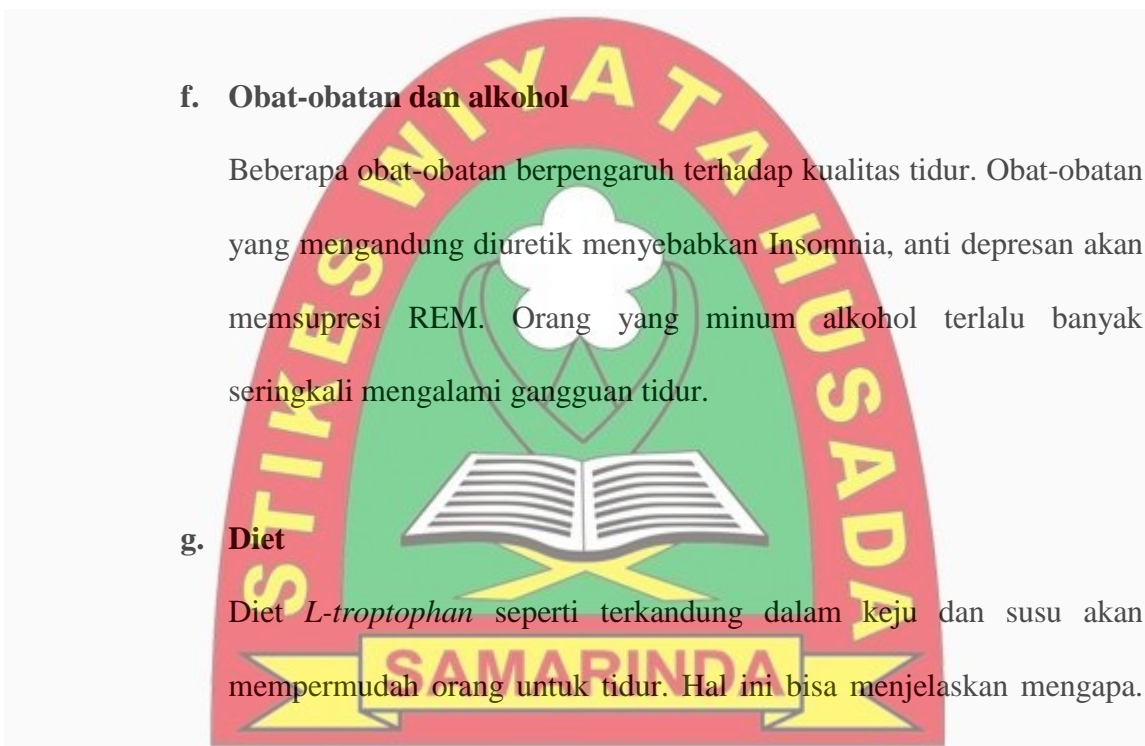 f. Obat-obatan dan alkohol
Beberapa obat-obatan berpengaruh terhadap kualitas tidur. Obat-obatan
yang mengandung diuretik menyebabkan Insomnia, anti depresan akan
memsupresi REM. Orang yang minum alkohol terlalu banyak
seringkali mengalami gangguan tidur.
g. Diet
Diet L-troptophan seperti terkandung dalam keju dan susu akan
mempermudah orang untuk tidur. Hal ini bisa menjelaskan mengapa.
STIKES WIYATA HUSADA
SAMARINDA